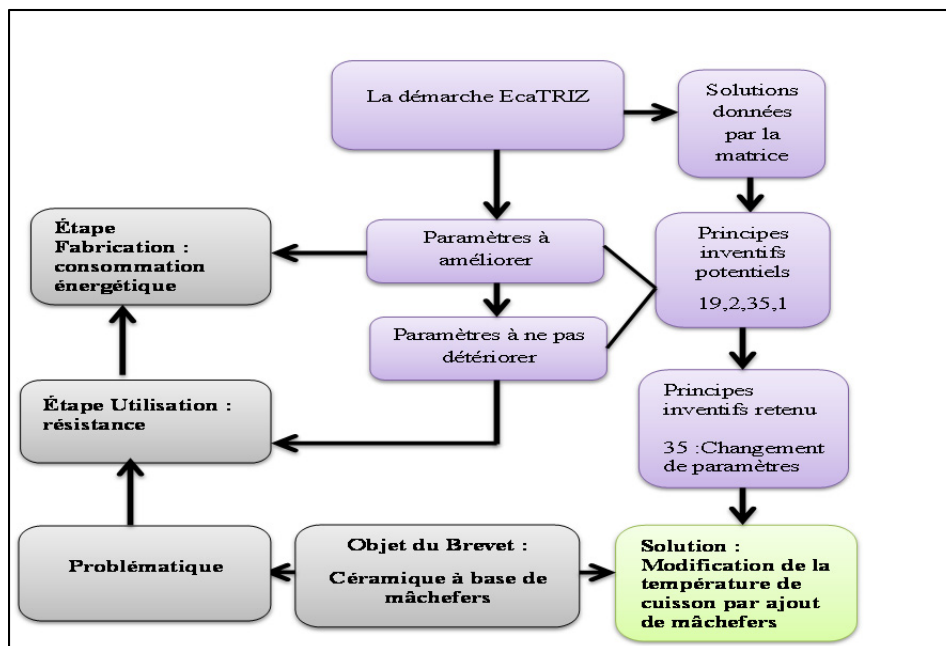 La démarche EcaTRIZ
Solutions
données
par la
matrice
Étape
Fabrication :
consommation
énergétique
Paramètres à
améliorer
Principes
inventifs
potentiels
19,2,35,1
Paramètres à ne pas
détériorer
Étape Utilisation :
résistance
Principes
inventifs retenu
35 :Changement
de paramètres
Problématique
Objet du Brevet :
Céramique à base de
mâchefers
Solution :
Modification de la
température de
cuisson par ajout
de mâchefers